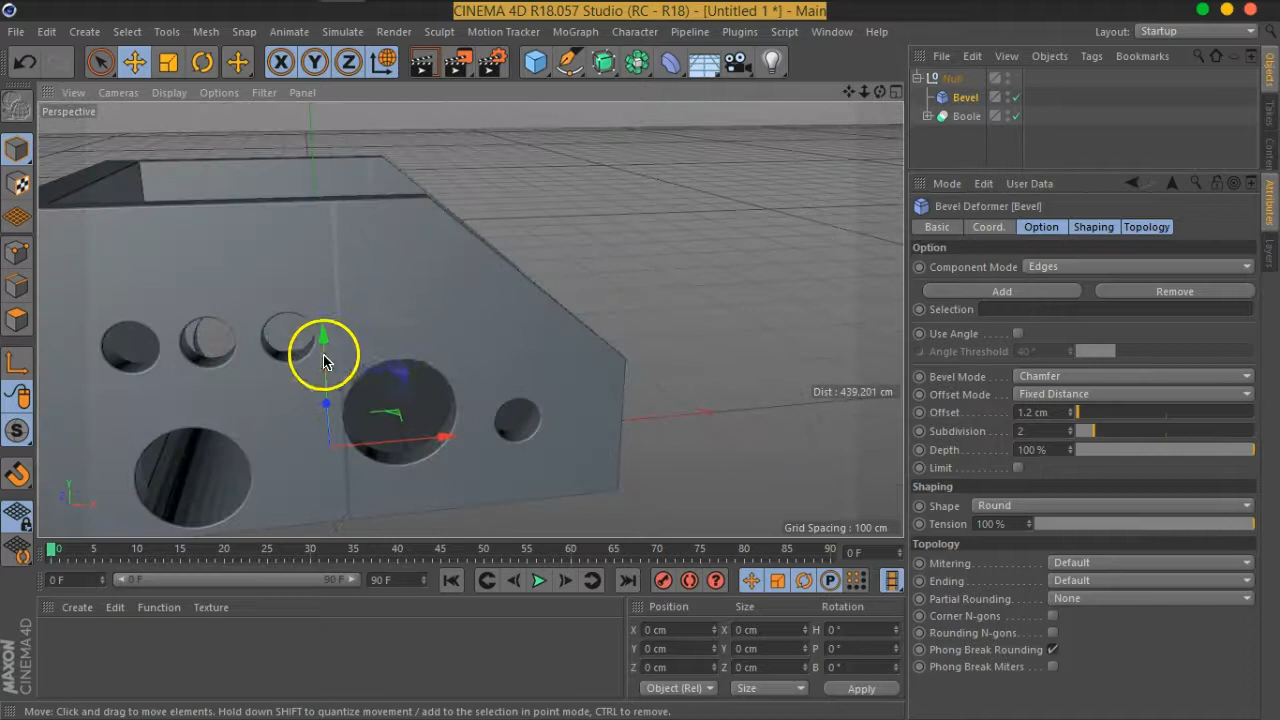 CINEMA 4D R18.057 Studio (RC - R18) - [Untitled 1 *] - Main
File Edit Create Select Tools Mesh Snap Animate Simulate Render Sculpt Motion Tracker MoGraph Character Pipeline Plugins Script Window Help Layout: Startup
X Y Z File Edit View Objects Tags Bookmarks
Null
View Cameras Display Options Filter Panel
Bevel
Perspective
Boole
Mode Edit User Data
Bevel Deformer [Bevel]
Basic Coord. Option Shaping Topology
Option
Component Mode Edges
Add Remove
Selection
Use Angle
Angle Threshold 40 °
Bevel Mode Chamfer
Offset Mode Fixed Distance
Dist : 439.201 cm
Offset 1.2 cm
Subdivision 2
Depth 100 %
Limit
Shaping
Shape Round
Tension 100 %
Grid Spacing : 100 cm
Topology
0 5 10 15 20 25 30 35 40 45 50 55 60 65 70 75 80 85 90 0 F
Mitering Default
0 F 0 F 90 F 90 F P
Ending Default
Partial Rounding None
Create Edit Function Texture Position Size Rotation
Corner N-gons
X 0 cm X 0 cm H 0 °
Rounding N-gons
Y 0 cm Y 0 cm P 0 °
Phong Break Rounding
Z 0 cm Z 0 cm B 0 °
Phong Break Miters
Object (Rel) Size Apply
Move: Click and drag to move elements. Hold down SHIFT to quantize movement / add to the selection in point mode, CTRL to remove.
MAXON CINEMA 4D
Objects
Takes
Attributes
Layers